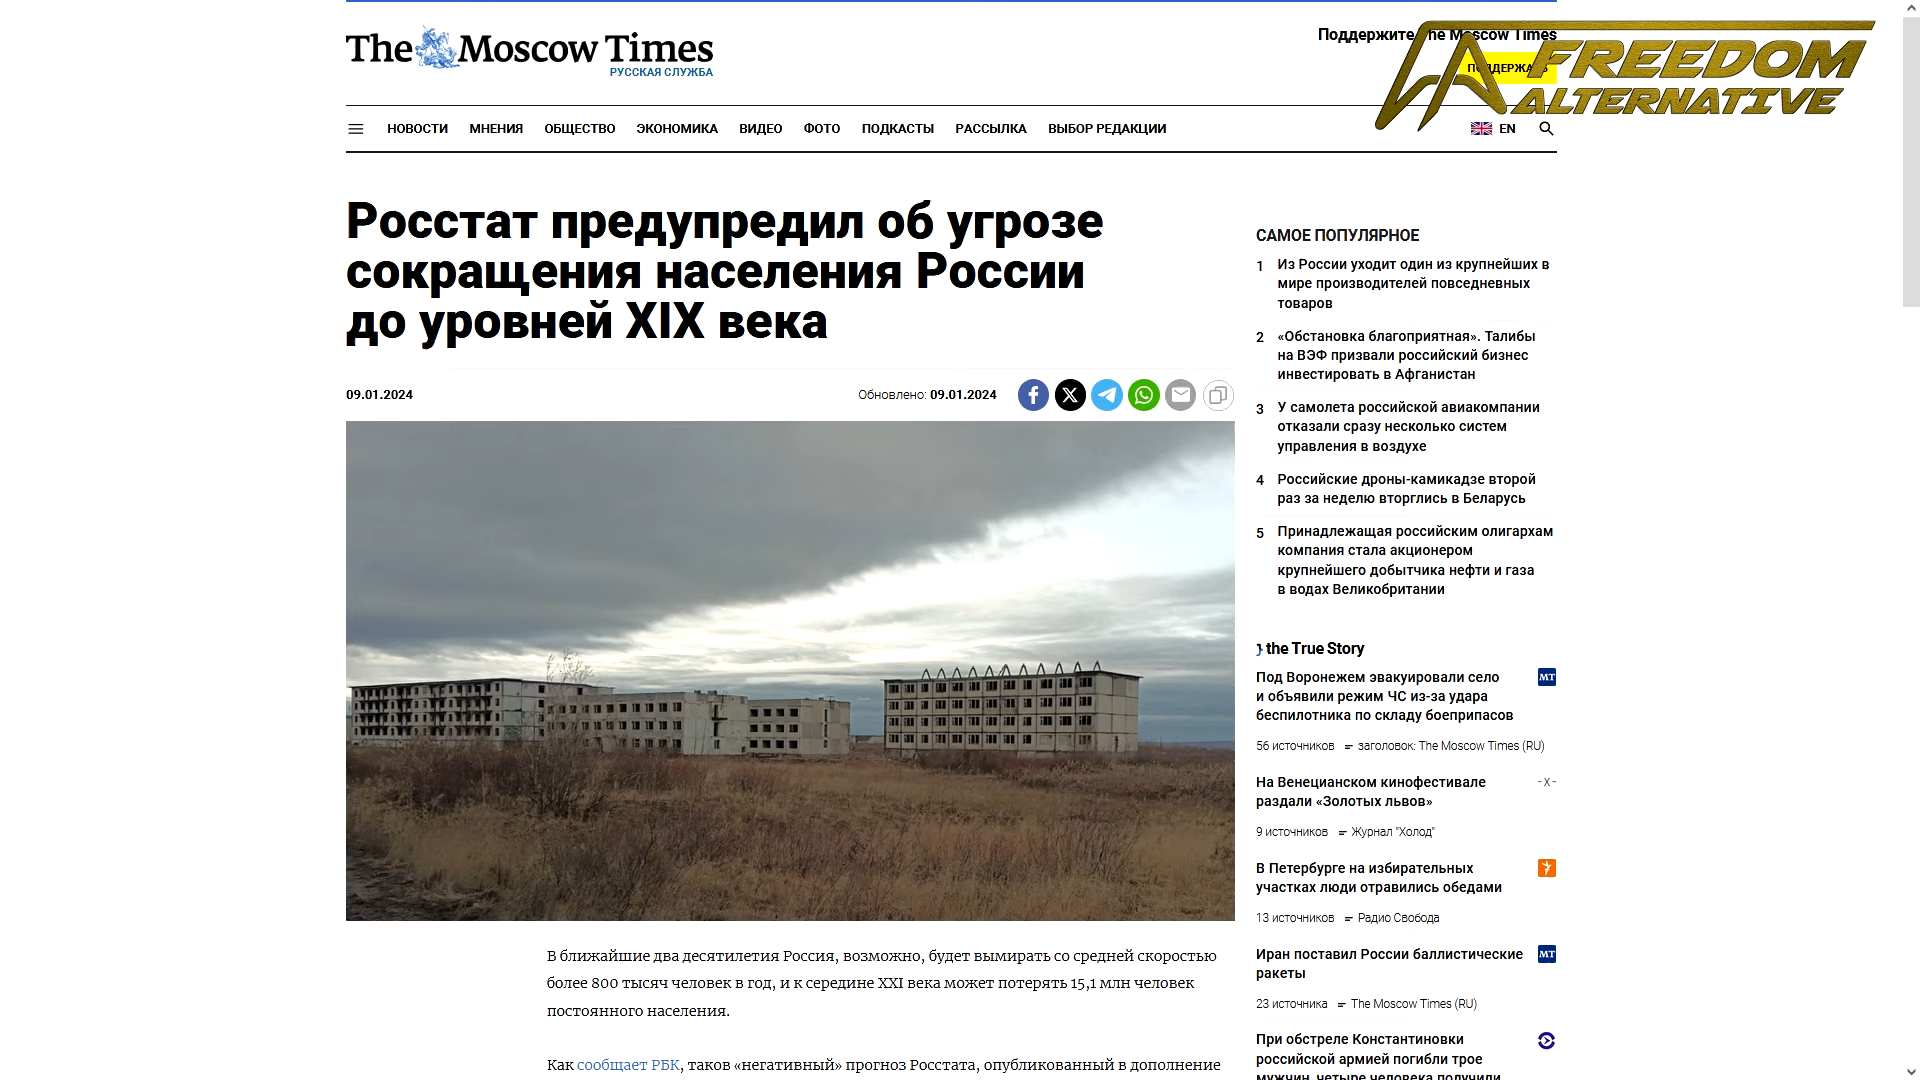 The Moscow Times
РУССКАЯ СЛУЖБА
Поддержите The Moscow Times
ПОДДЕРЖАТЬ
FREEDOM
ALTERNATIVE
НОВОСТИ МНЕНИЯ ОБЩЕСТВО ЭКОНОМИКА ВИДЕО ФОТО ПОДКАСТЫ РАССЫЛКА ВЫБОР РЕДАКЦИИ EN
Росстат предупредил об угрозе
сокращения населения России
до уровней XIX века
09.01.2024
Обновлено: 09.01.2024
В ближайшие два десятилетия Россия, возможно, будет вымирать со средней скоростью
более 800 тысяч человек в год, и к середине XXI века может потерять 15,1 млн человек
постоянного населения.
Как сообщает РБК, таков «негативный» прогноз Росстата, опубликованный в дополнение
САМОЕ ПОПУЛЯРНОЕ
1 Из России уходит один из крупнейших в
мире производителей повседневных
товаров
2 «Обстановка благоприятная». Талибы
на ВЭФ призвали российский бизнес
инвестировать в Афганистан
3 У самолета российской авиакомпании
отказали сразу несколько систем
управления в воздухе
4 Российские дроны-камикадзе второй
раз за неделю вторглись в Беларусь
5 Принадлежащая российским олигархам
компания стала акционером
крупнейшего добытчика нефти и газа
в водах Великобритании
the True Story
Под Воронежем эвакуировали село
и объявили режим ЧС из-за удара
беспилотника по складу боеприпасов
МТ
56 источников заголовок: The Moscow Times (RU)
На Венецианском кинофестивале
раздали «Золотых львов»
-X-
9 источников Журнал "Холод"
В Петербурге на избирательных
участках люди отравились обедами
13 источников Радио Свобода
Иран поставил России баллистические
ракеты
МТ
23 источника The Moscow Times (RU)
При обстреле Константиновки
российской армией погибли трое
мужчин, четыре человека получили